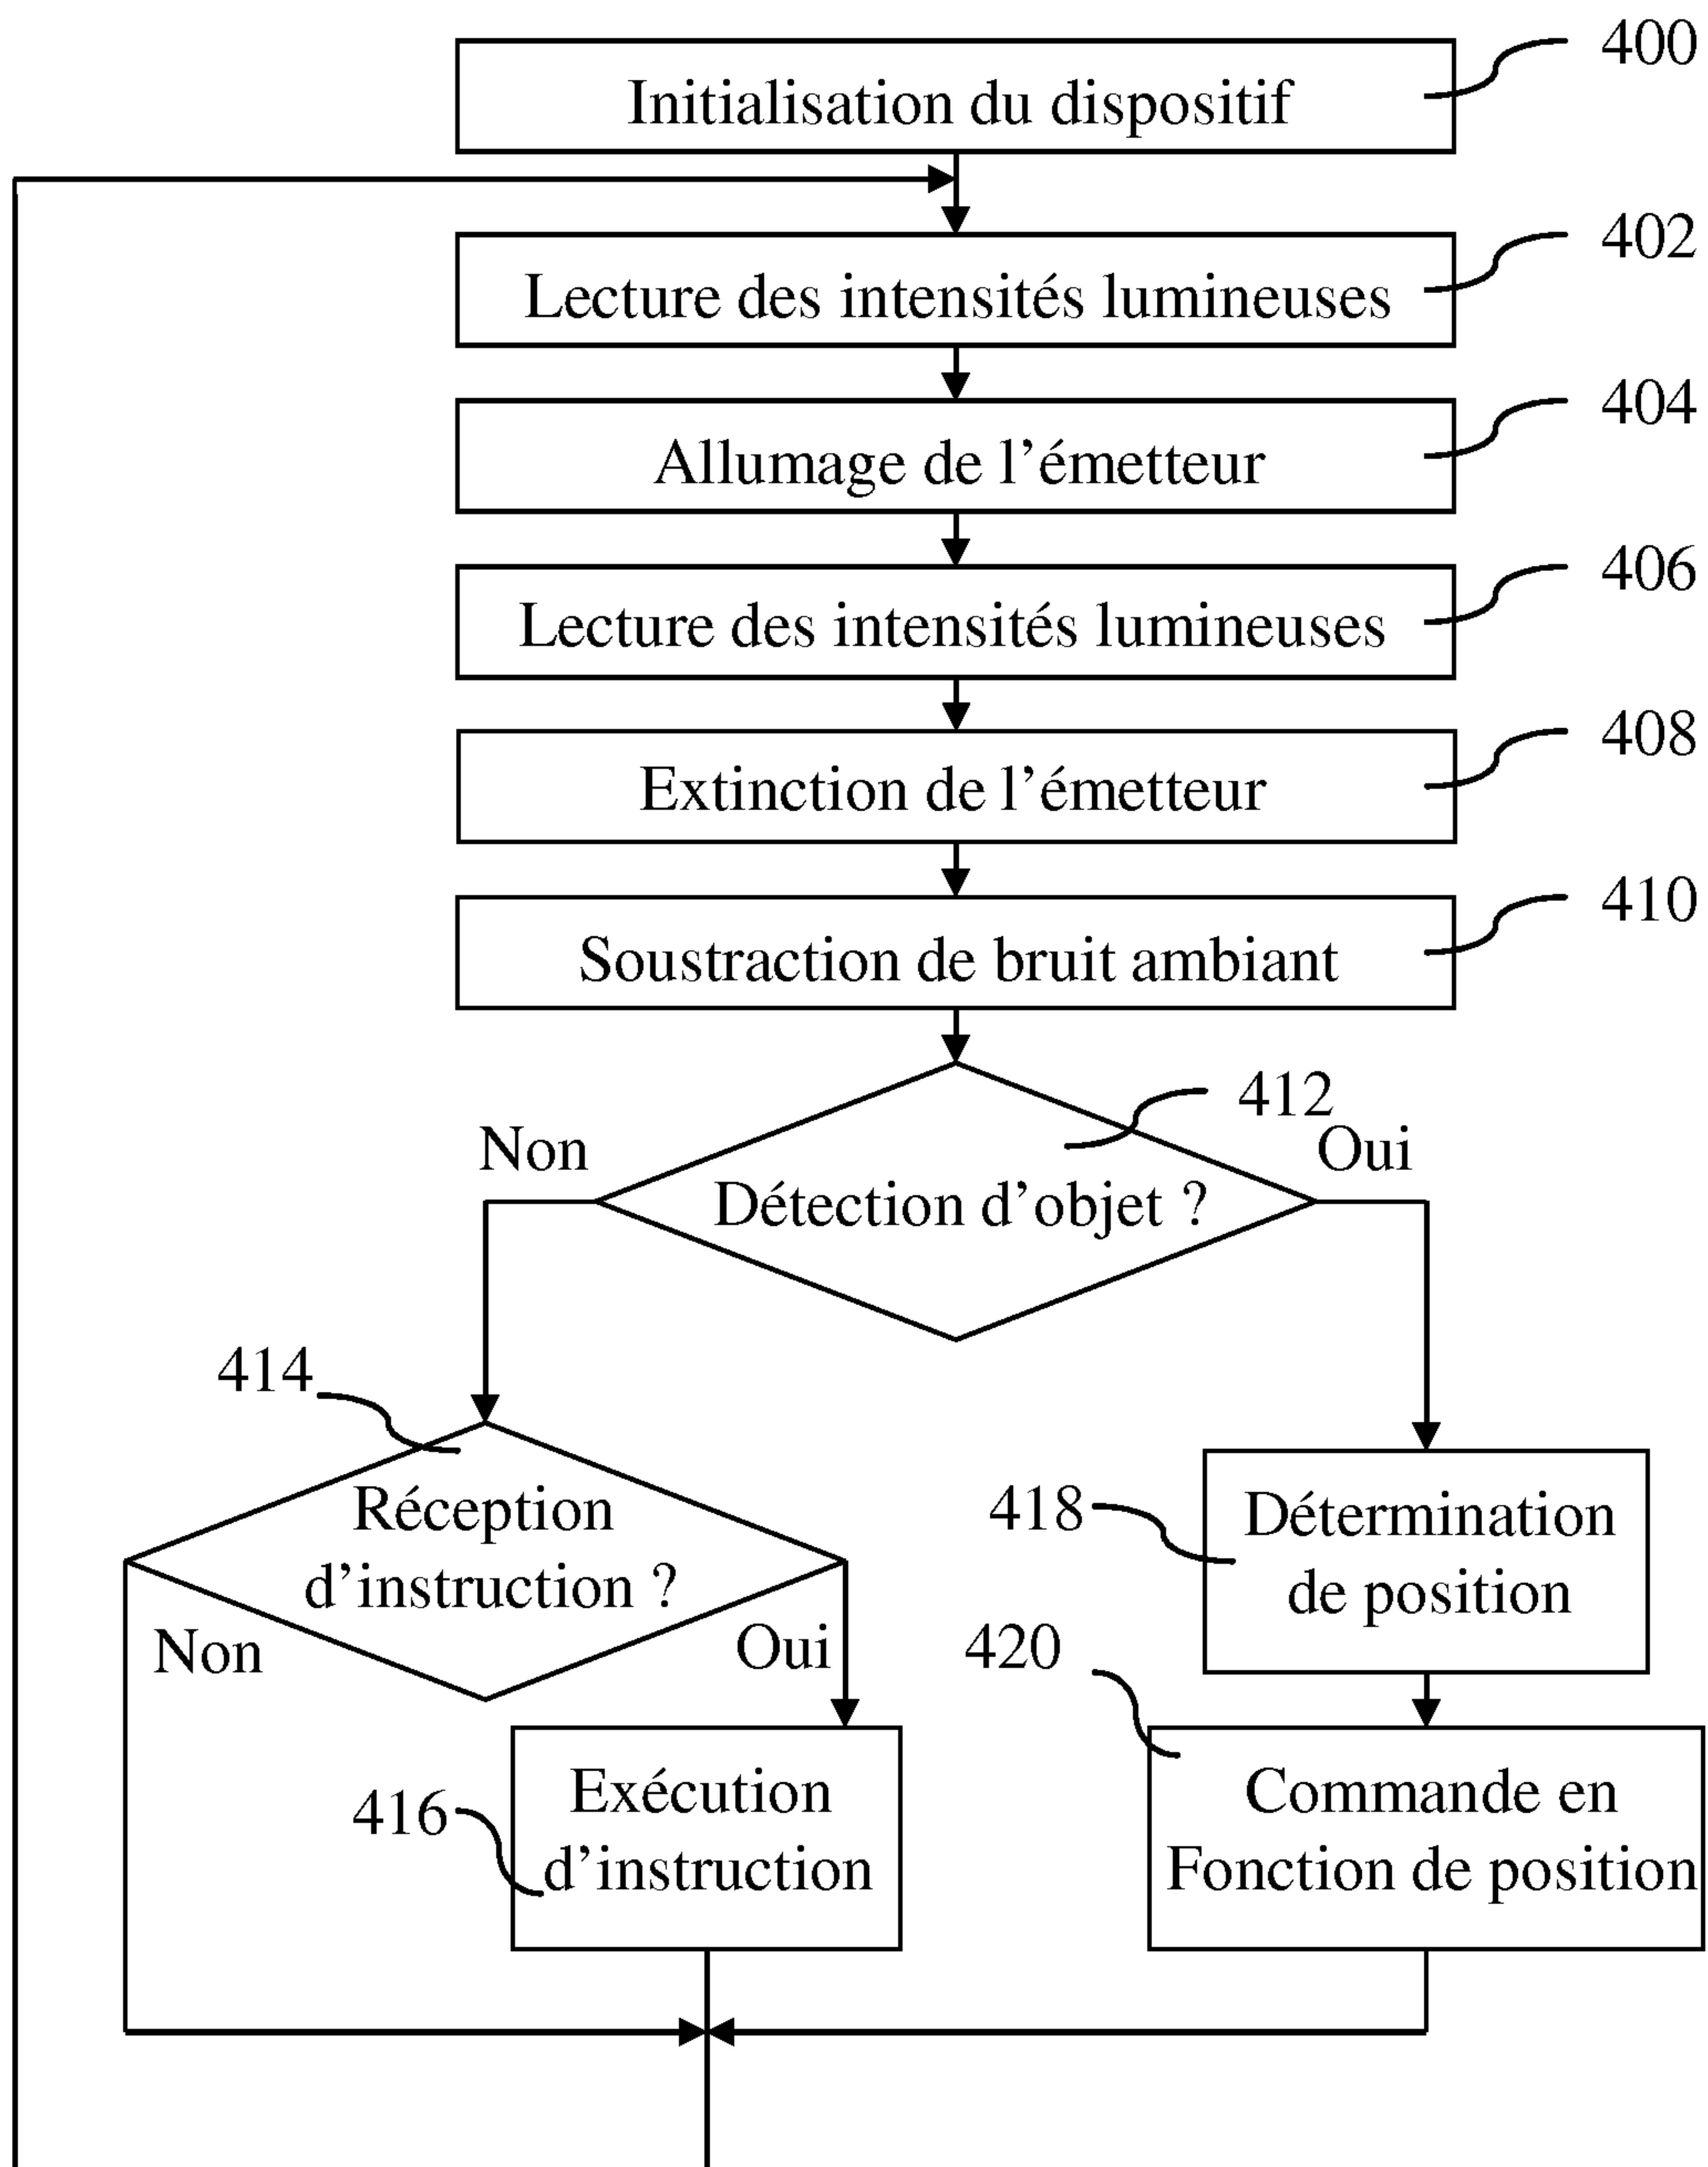 400
Initialisation du dispositif
402
Lecture des intensités lumineuses
404
Allumage de l’émetteur
406
Lecture des intensités lumineuses
408
Extinction de l’émetteur
410
Soustraction de bruit ambiant
412
Non
Oui
Détection d’objet ?
414
Réception
d’instruction ?
Non
Oui
418
Détermination
de position
420
416
Exécution
d’instruction
Commande en
Fonction de position